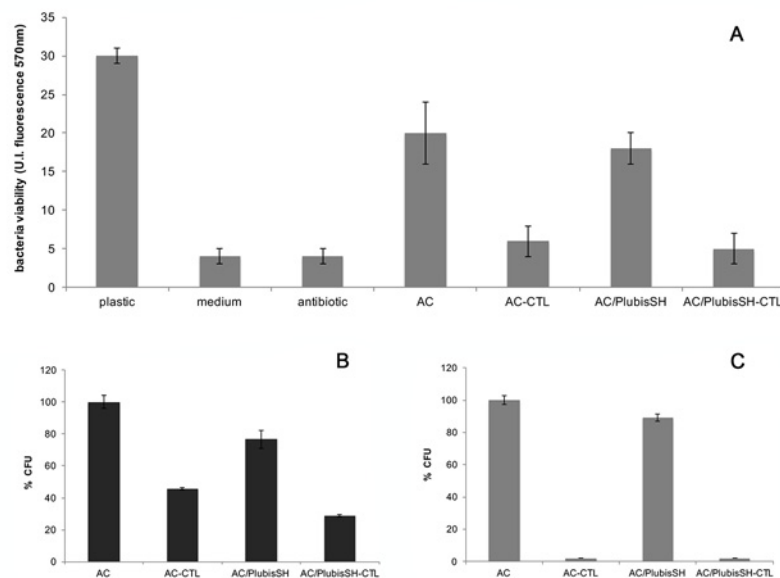 A
bacteria viability (U.I. fluorescence 570nm)
35
30
25
20
15
10
5
0
plastic medium antibiotic AC AC-CTL AC/PlubisSH AC/PlubisSH-CTL
B
% CFU
120
100
80
60
40
20
0
AC AC-CTL AC/PlubisSH AC/PlubisSH-CTL
C
% CFU
120
100
80
60
40
20
0
AC AC-CTL AC/PlubisSH AC/PlubisSH-CTL